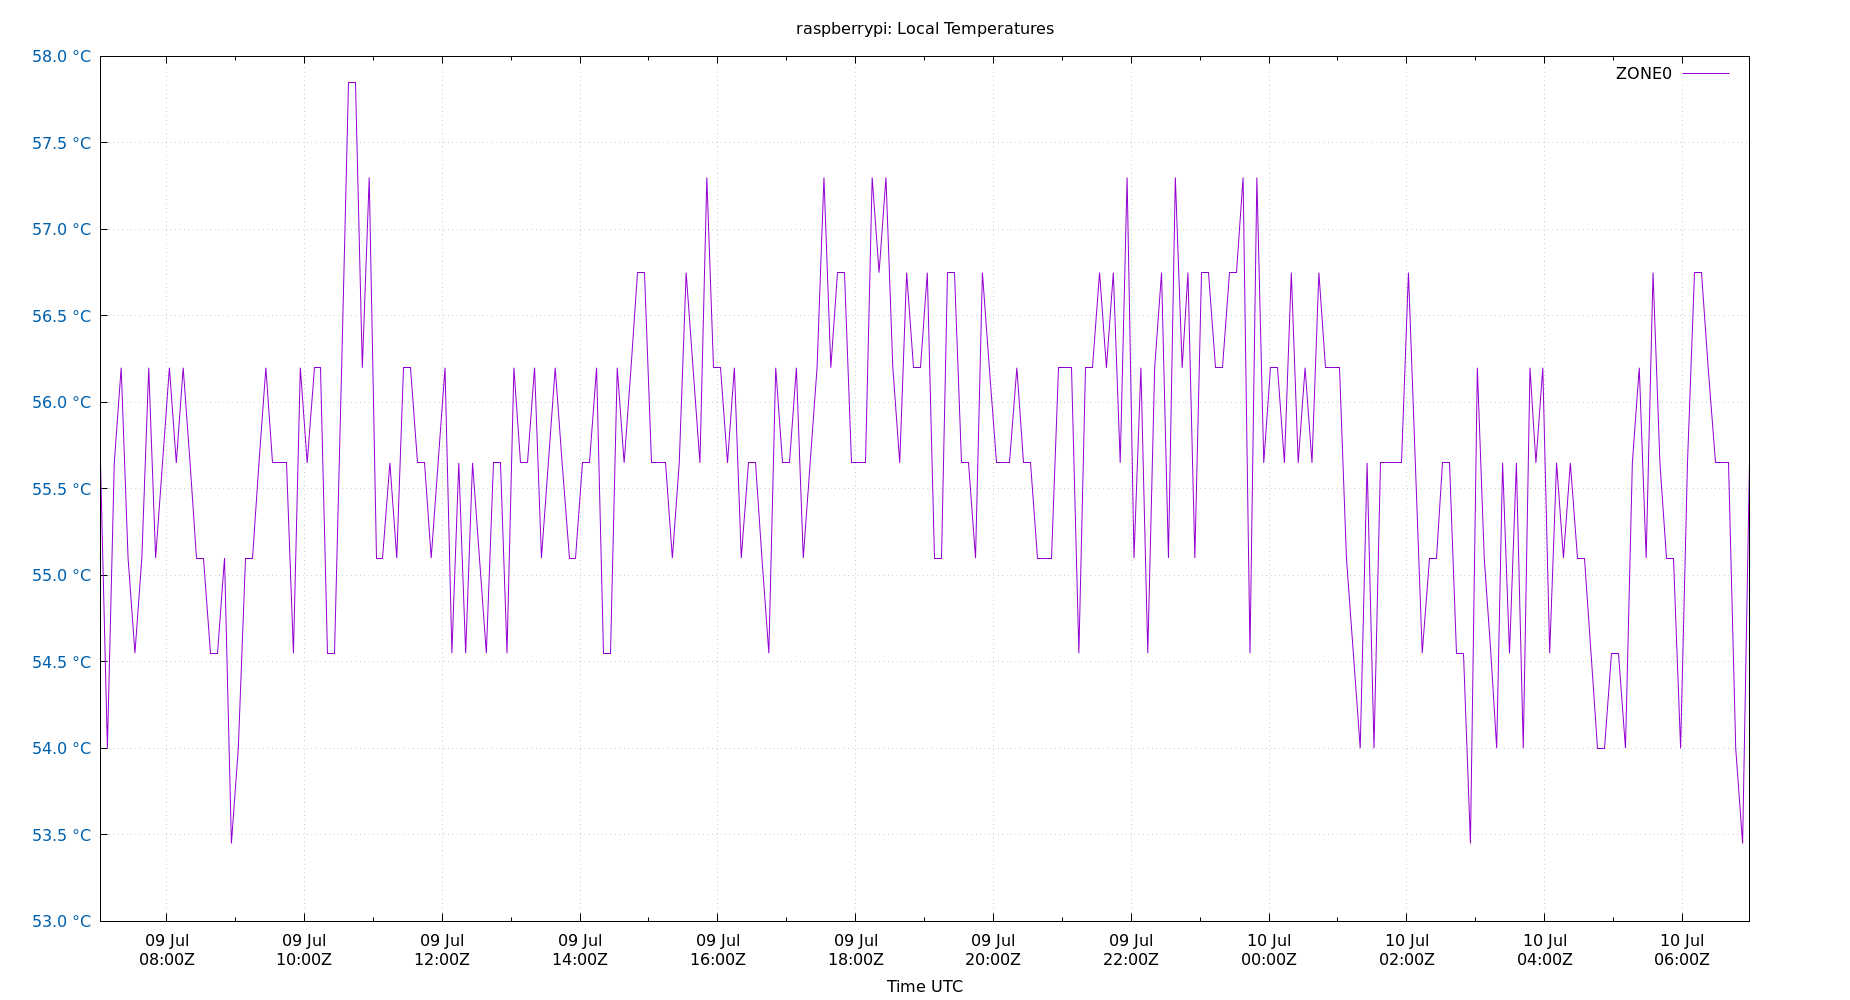 raspberrypi: Local Temperatures
58.0 °C
57.5 °C
57.0 °C
56.5 °C
56.0 °C
55.5 °C
55.0 °C
54.5 °C
54.0 °C
53.5 °C
53.0 °C
ZONE0
09 Jul 09 Jul 09 Jul 09 Jul 09 Jul 09 Jul 09 Jul 09 Jul 10 Jul 10 Jul 10 Jul 10 Jul
08:00Z 10:00Z 12:00Z 14:00Z 16:00Z 18:00Z 20:00Z 22:00Z 00:00Z 02:00Z 04:00Z 06:00Z
Time UTC